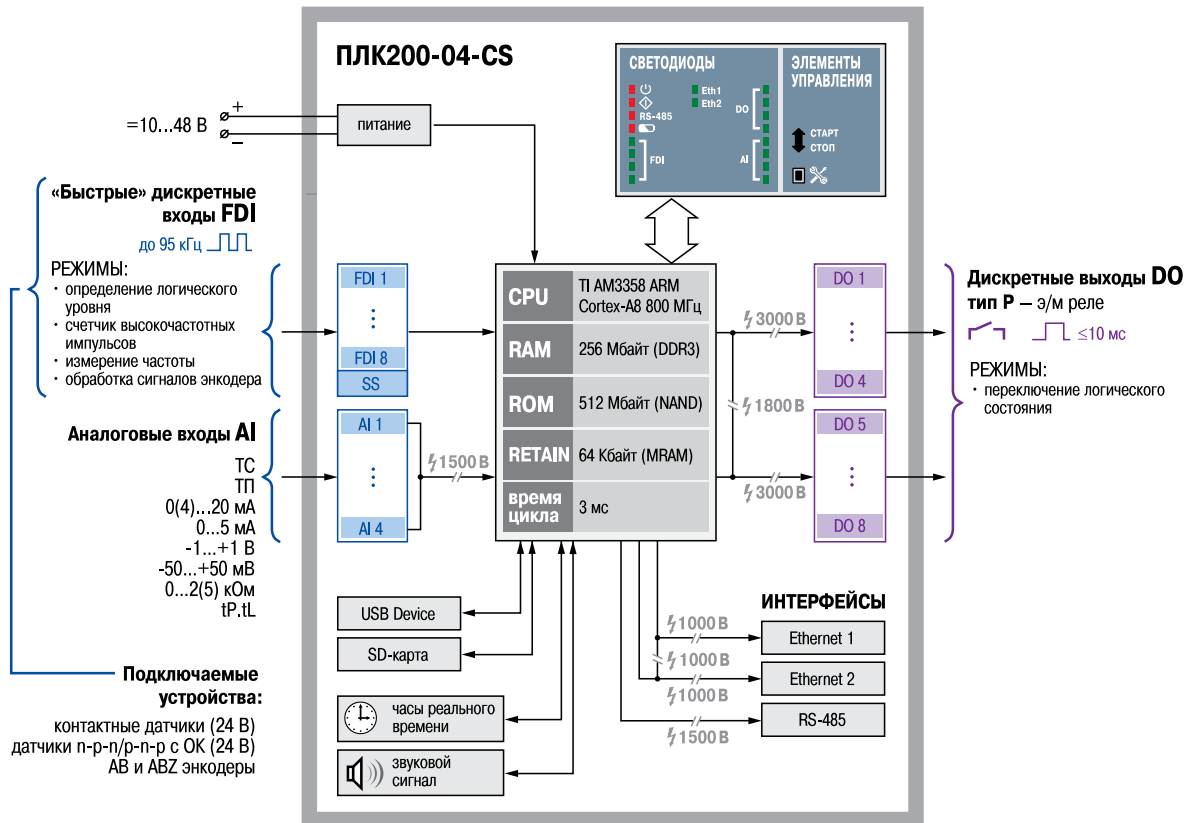 ПЛК200-04-CS
СВЕТОДИОДЫ
Eth1
Eth2
RS-485
FDI
DO
AI
ЭЛЕМЕНТЫ
УПРАВЛЕНИЯ
СТАРТ
СТОП
=10...48 В
+
–
питание
«Быстрые» дискретные
входы FDI
до 95 кГц
РЕЖИМЫ:
· определение логического
уровня
· счетчик высокочастотных
импульсов
· измерение частоты
· обработка сигналов энкодера
FDI 1
FDI 8
SS
Аналоговые входы AI
ТС
ТП
0(4)...20 мА
0...5 мА
-1...+1 В
-50...+50 мВ
0...2(5) кОм
tP.tL
AI 1
AI 4
1500 В
CPU
TI AM3358 ARM
Cortex-A8 800 МГц
RAM
256 Мбайт (DDR3)
ROM
512 Мбайт (NAND)
RETAIN
64 Кбайт (MRAM)
время
цикла
3 мс
3000 В
1800 В
3000 В
DO 1
DO 4
DO 5
DO 8
Дискретные выходы DO
тип Р – э/м реле
≤10 мс
РЕЖИМЫ:
· переключение логического
состояния
Подключаемые
устройства:
контактные датчики (24 В)
датчики n-p-n/p-n-p с ОК (24 В)
AB и ABZ энкодеры
USB Device
SD-карта
часы реального
времени
звуковой
сигнал
ИНТЕРФЕЙСЫ
1000 В
Ethernet 1
1000 В
Ethernet 2
1000 В
RS-485
1500 В